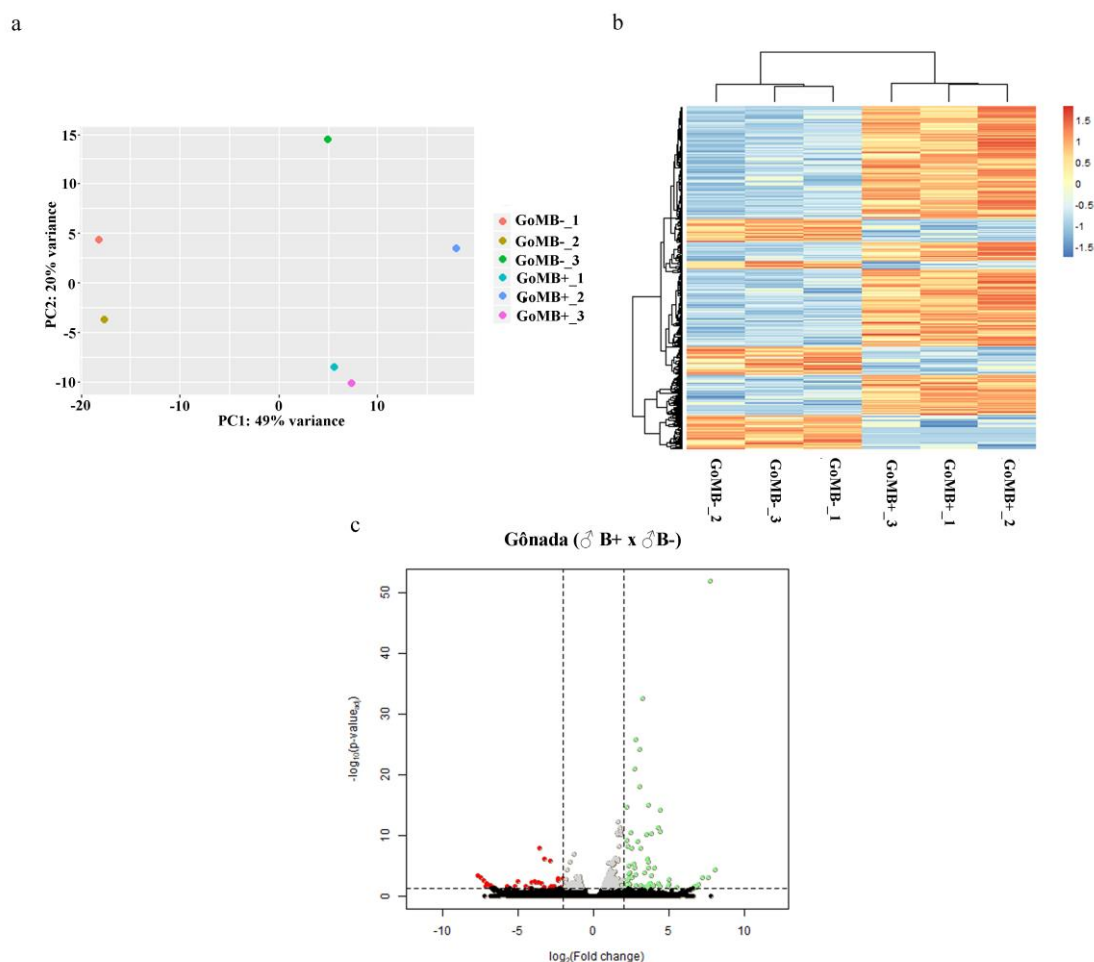 a
b
15
10
5
0
-5
-10
-20
-10
0
10
PC2: 20% variance
PC1: 49% variance
GoMB-_1
GoMB-_2
GoMB-_3
GoMB+_1
GoMB+_2
GoMB+_3
1.5
1
0.5
0
-0.5
-1
-1.5
GoMB-_2
GoMB-_3
GoMB-_1
GoMB+_3
GoMB+_1
GoMB+_2
c
Gônada (♂ B+ x ♂B-)
50
40
30
20
10
0
-log10(p-valueadj)
-10
-5
0
5
10
log2(Fold change)